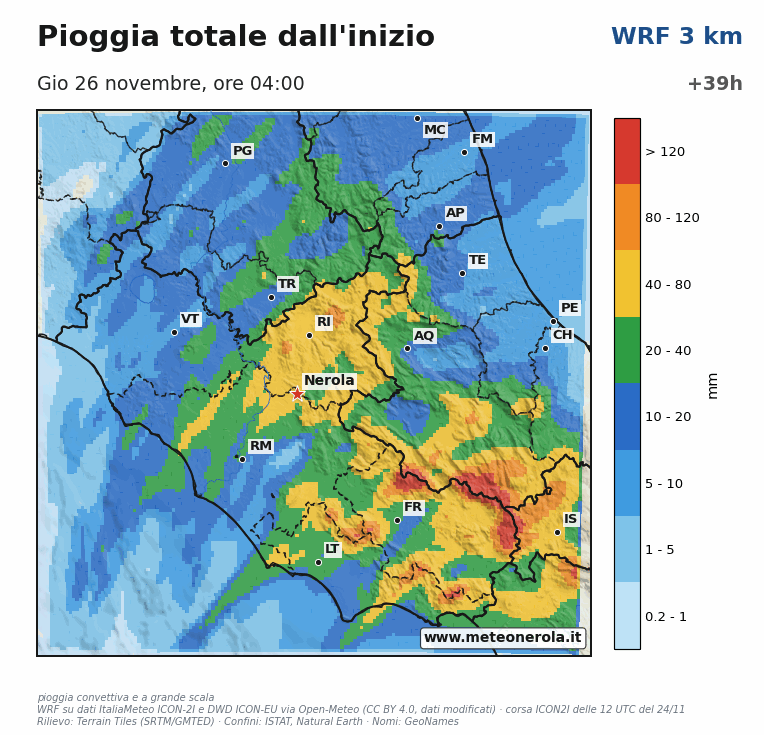 Pioggia totale dall'inizio
WRF 3 km
Gio 26 novembre, ore 04:00
+39h
MC
FM
PG
AP
TE
TR
PE
VT
RI
AQ
CH
Nerola
RM
FR
IS
LT
www.meteonerola.it
> 120
80 - 120
40 - 80
20 - 40
10 - 20
5 - 10
1 - 5
0.2 - 1
mm
pioggia convettiva e a grande scala
WRF su dati ItaliaMeteo ICON-2I e DWD ICON-EU via Open-Meteo (CC BY 4.0, dati modificati) · corsa ICON2I delle 12 UTC del 24/11
Rilievo: Terrain Tiles (SRTM/GMTED) · Confini: ISTAT, Natural Earth · Nomi: GeoNames